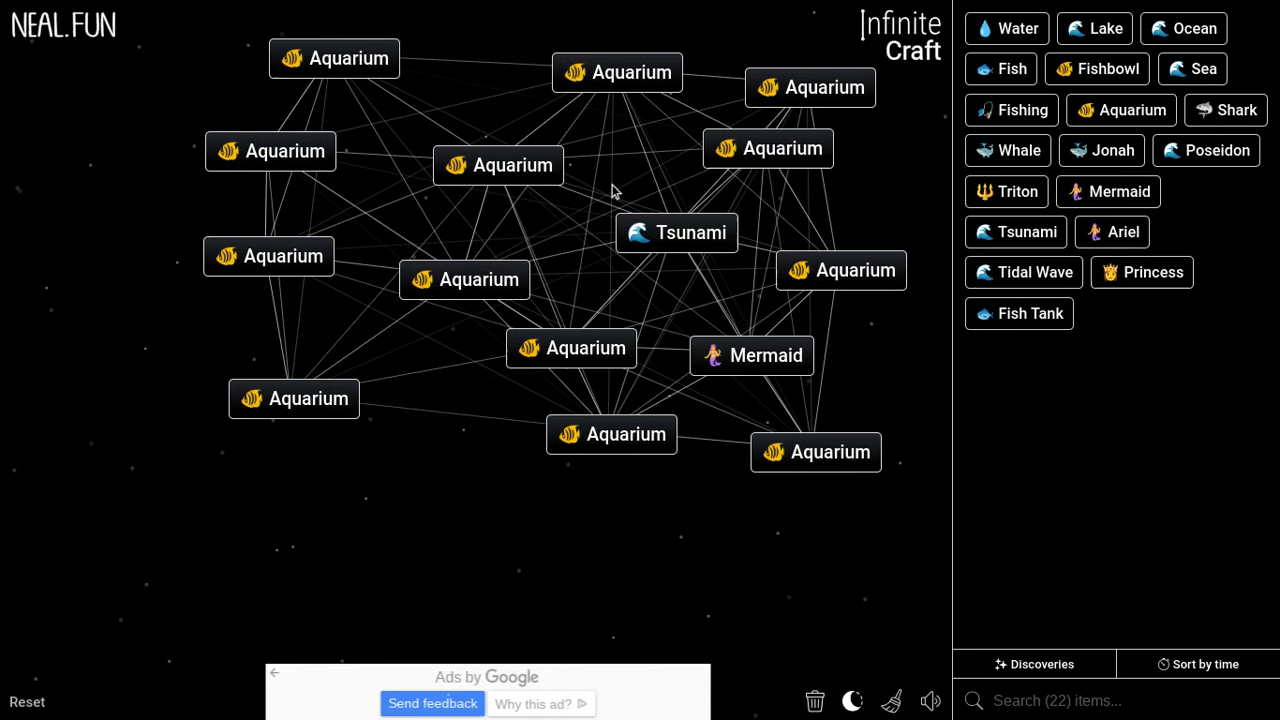 NEAL.FUN
Infinite
Craft
Aquarium
Aquarium
Aquarium
Aquarium
Aquarium
Aquarium
Tsunami
Aquarium
Aquarium
Aquarium
Aquarium
Mermaid
Aquarium
Aquarium
Aquarium
Water Lake Ocean
Fish Fishbowl Sea
Fishing Aquarium Shark
Whale Jonah Poseidon
Triton Mermaid
Tsunami Ariel
Tidal Wave Princess
Fish Tank
Discoveries Sort by time
Search (22) items...
Ads by Google
Send feedback Why this ad?
Reset